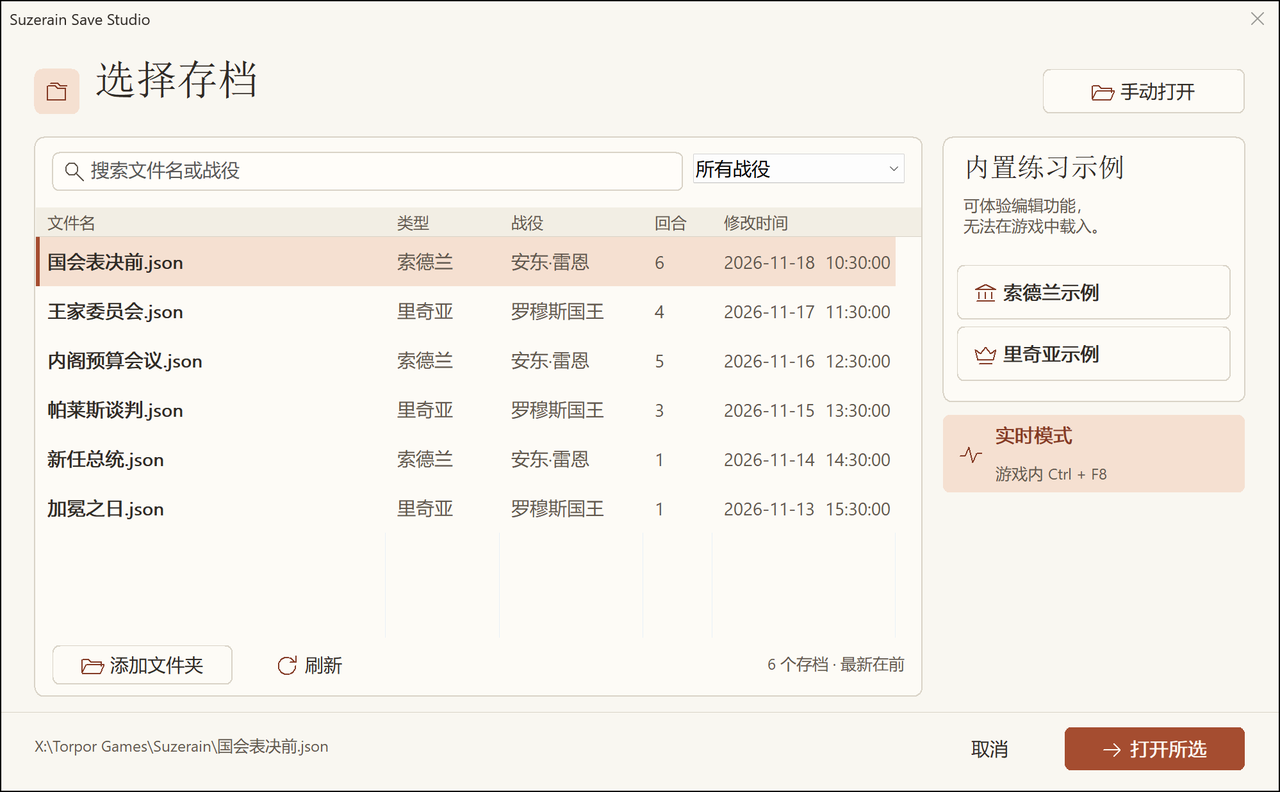 Suzerain Save Studio
选择存档
手动打开
搜索文件名或战役
所有战役
文件名 类型 战役 回合 修改时间
国会表决前.json 索德兰 安东·雷恩 6 2026-11-18 10:30:00
王家委员会.json 里奇亚 罗穆斯国王 4 2026-11-17 11:30:00
内阁预算会议.json 索德兰 安东·雷恩 5 2026-11-16 12:30:00
帕莱斯谈判.json 里奇亚 罗穆斯国王 3 2026-11-15 13:30:00
新任总统.json 索德兰 安东·雷恩 1 2026-11-14 14:30:00
加冕之日.json 里奇亚 罗穆斯国王 1 2026-11-13 15:30:00
添加文件夹
刷新
6 个存档 · 最新在前
内置练习示例
可体验编辑功能，
无法在游戏中载入。
索德兰示例
里奇亚示例
实时模式
游戏内 Ctrl + F8
X:\Torpor Games\Suzerain\国会表决前.json
取消
打开所选